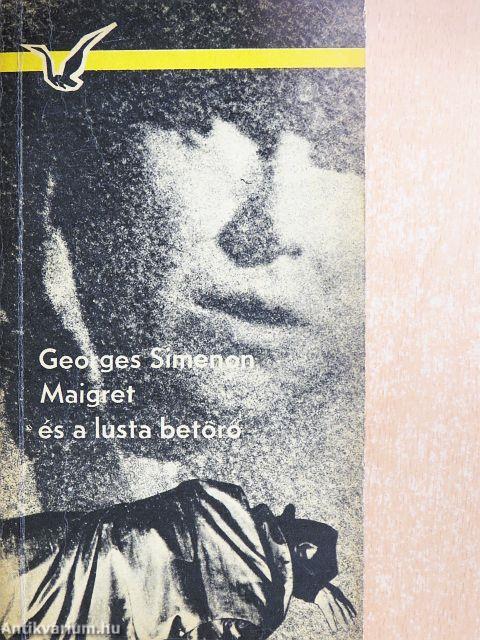 Georges Simenon
Maigret
és a lusta betörő
Antikvarium.hu